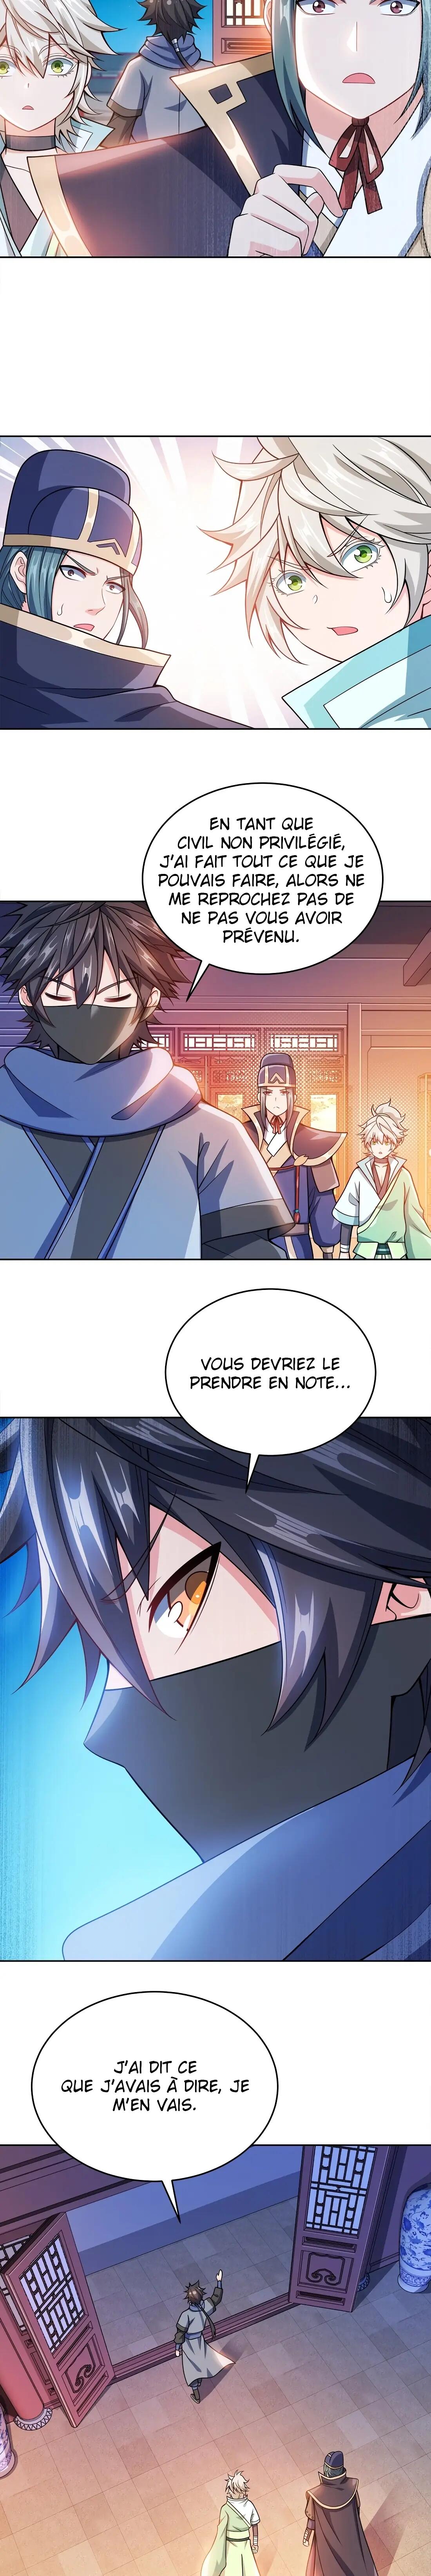 EN TANT QUE
CIVIL NON PRIVILÉGIÉ,
J'AI FAIT TOUT CE QUE JE
POUVAIS FAIRE, ALORS NE
ME REPROCHEZ PAS DE
NE PAS VOUS AVOIR
PRÉVENU.
VOUS DEVRIEZ LE
PRENDRE EN NOTE...
J'AI DIT CE
QUE J'AVAIS À DIRE, JE
M'EN VAIS.